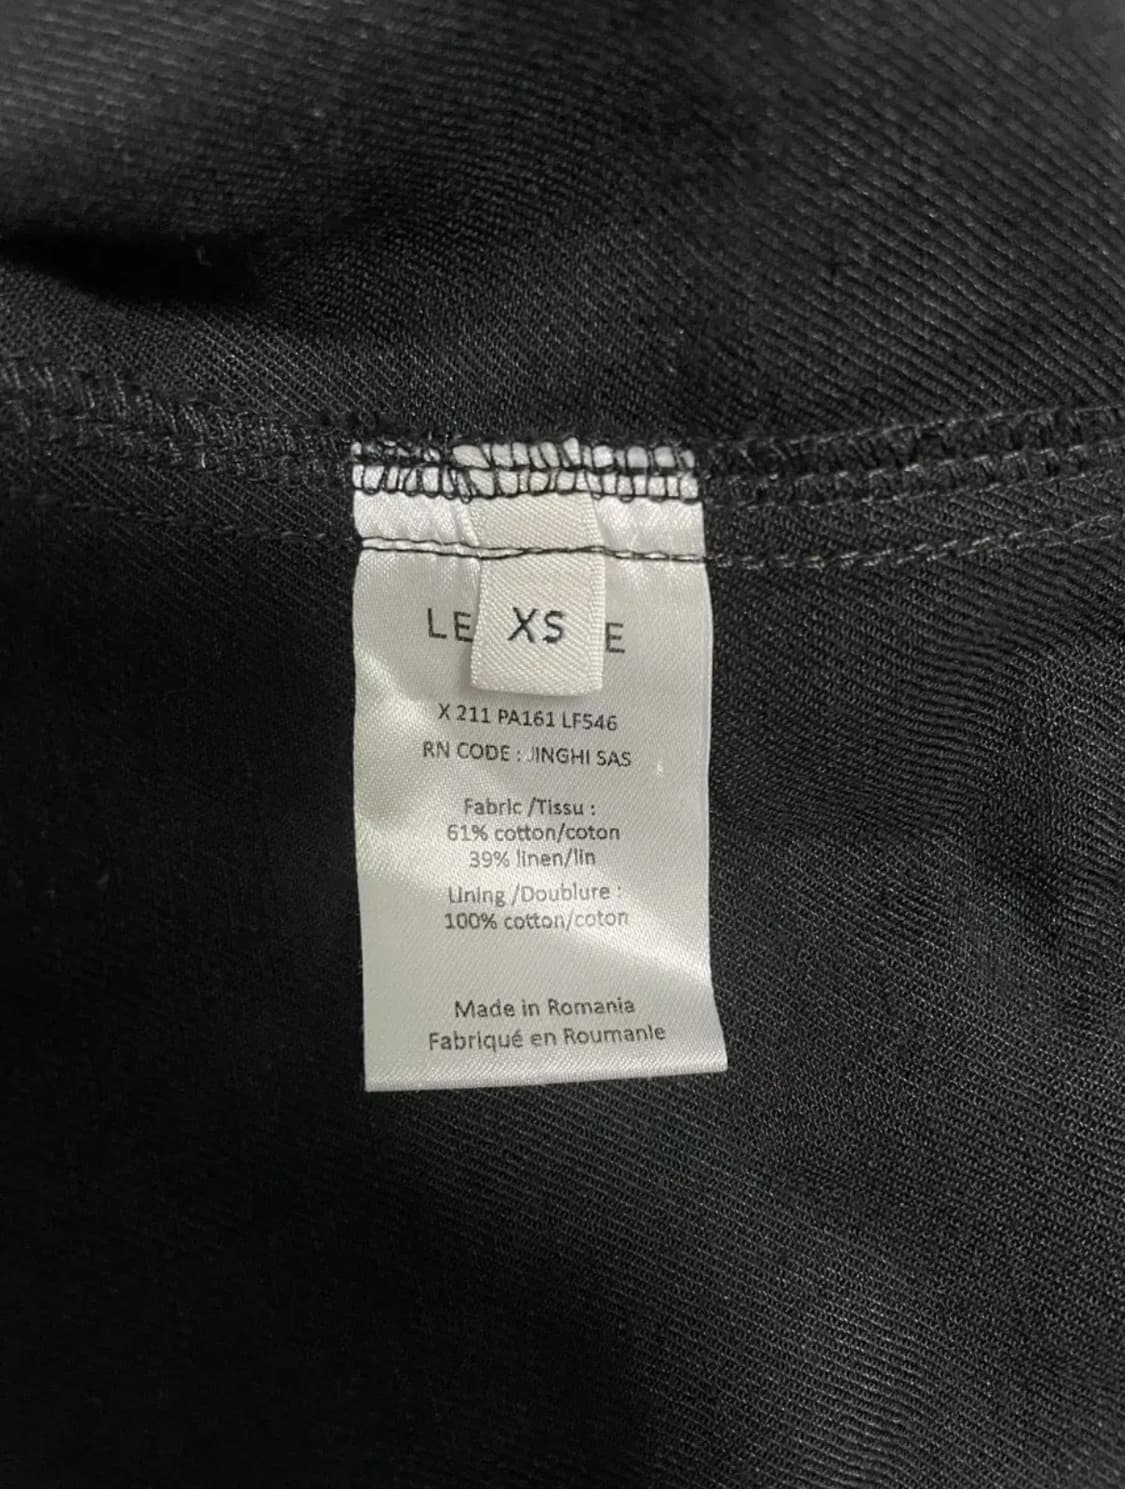 LE XS E
X 211 PA161 LF546
RN CODE : JINGHI SAS
Fabric /Tissu :
61% cotton/coton
39% linen/lin
Lining /Doublure :
100% cotton/coton
Made in Romania
Fabriqué en Roumanie